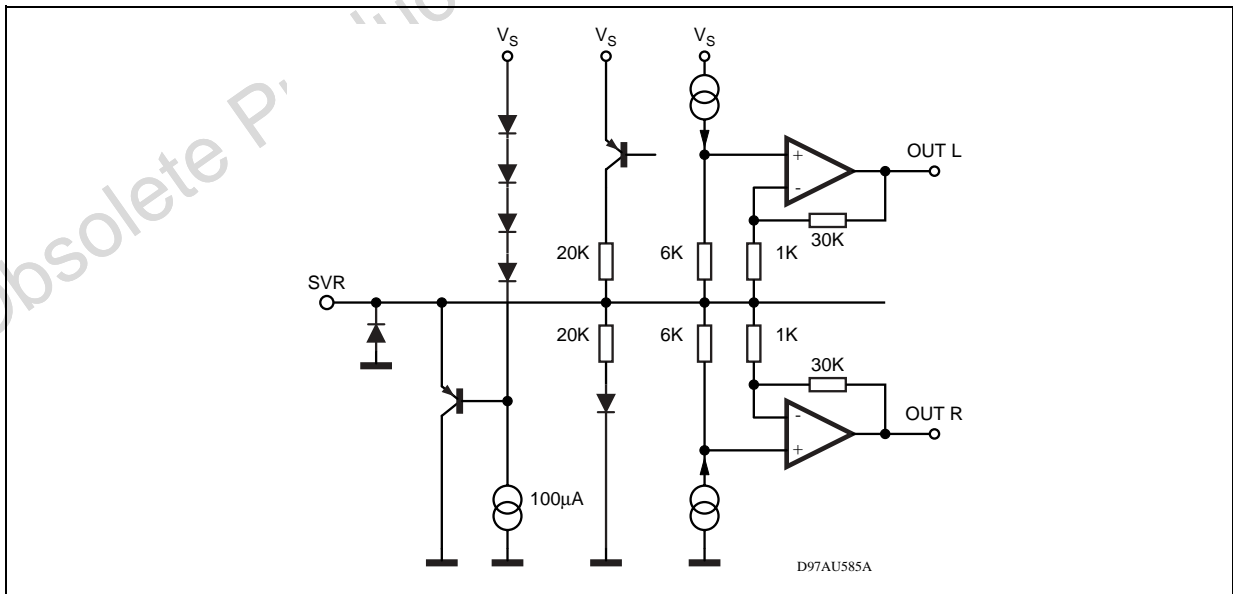 Obsolete
V_S V_S V_S
OUT L
30K
20K 6K 1K
SVR
20K 6K 1K
30K
OUT R
100µA
D97AU585A